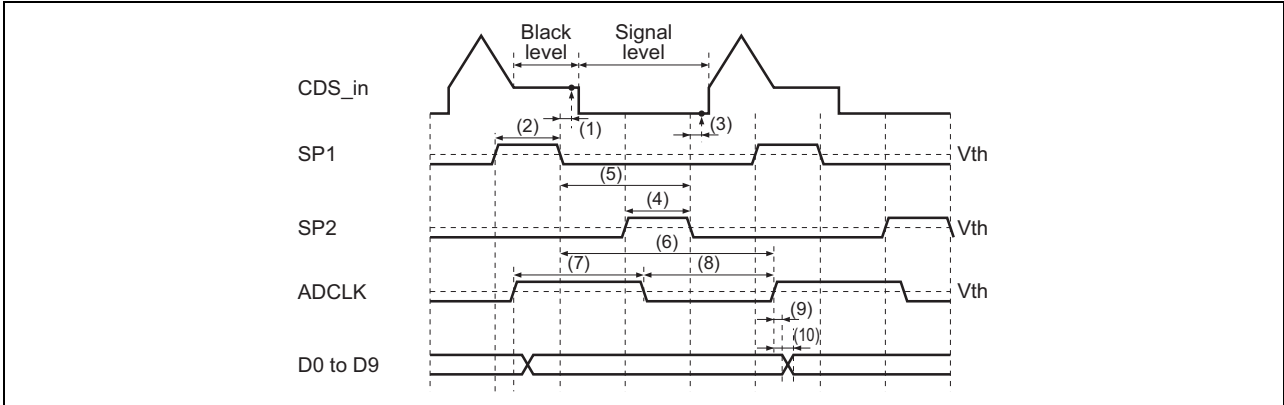 Black level
Signal level
CDS_in
(1)
(3)
(2)
SP1
Vth
(5)
(4)
SP2
Vth
(6)
(7)
(8)
ADCLK
Vth
(9)
(10)
D0 to D9